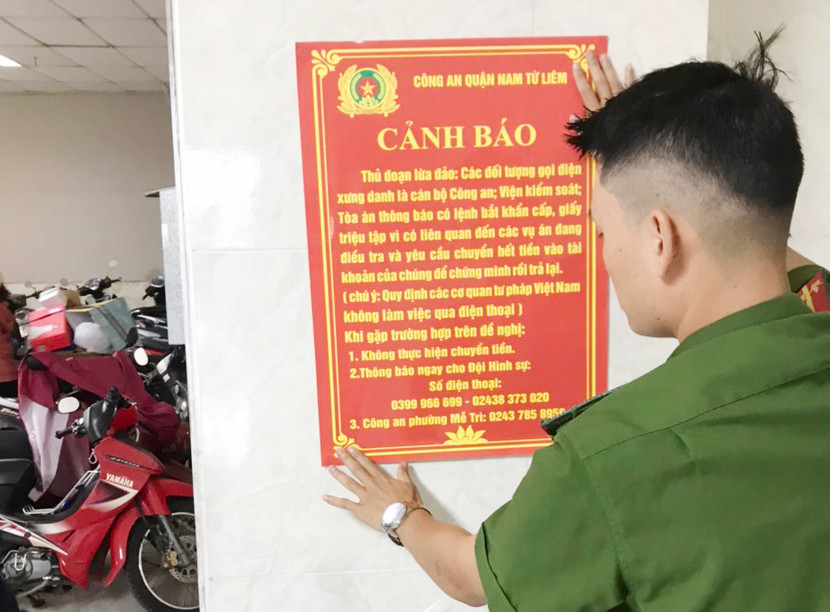 CÔNG AN QUẬN NAM TỪ LIÊM
CẢNH BÁO
Thủ đoạn lừa đảo: Các đối tượng gọi điện
xưng danh là cán bộ Công an; Viện kiểm soát;
Tòa án thông báo có lệnh bắt khẩn cấp, giấy
triệu tập vì có liên quan đến các vụ án đang
điều tra và yêu cầu chuyển hết tiền vào tài
khoản của chúng để chứng minh rồi trả lại.
( chú ý: Quy định các cơ quan tư pháp Việt Nam
không làm việc qua điện thoại )
Khi gặp trường hợp trên đề nghị:
1. Không thực hiện chuyển tiền.
2.Thông báo ngay cho Đội Hình sự:
Số điện thoại:
0399 966 699 - 02438 373 020
3. Công an phường Mễ Trì: 0243 785 8956
YAMAHA